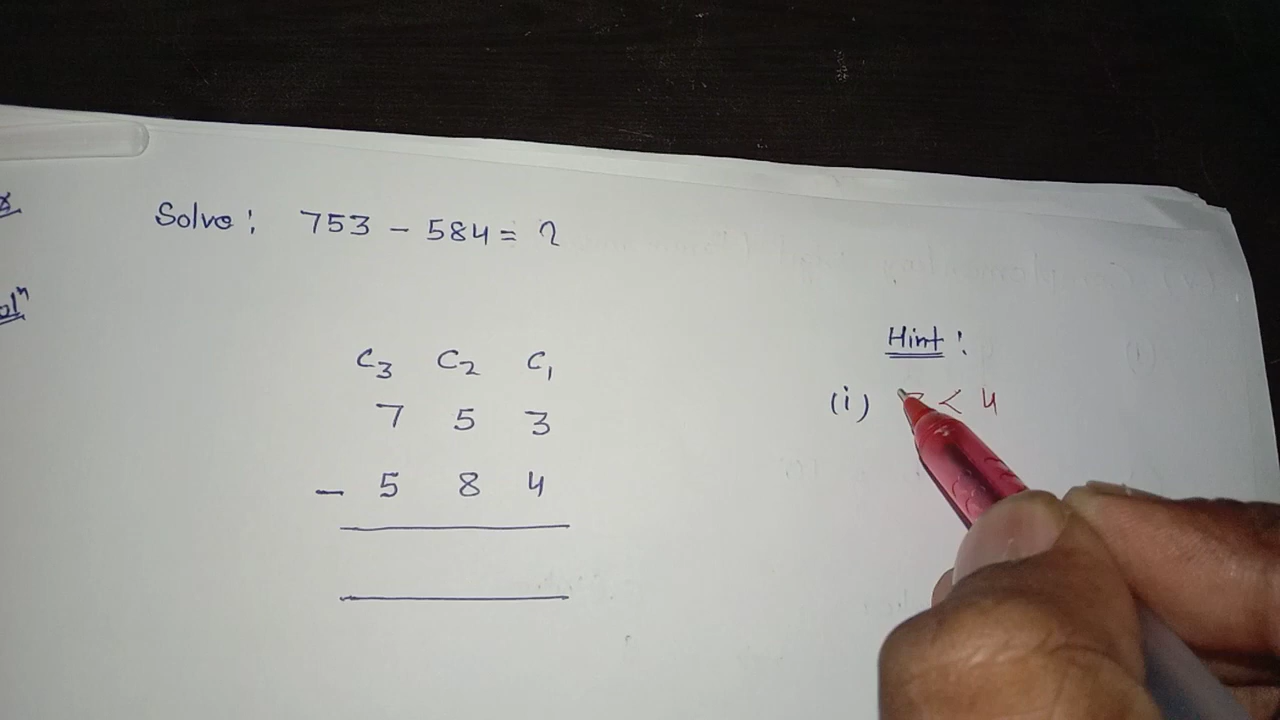 Solve: 753 - 584 = ?
C3 C2 C1
7 5 3
- 5 8 4
Hint:
(i) < 4